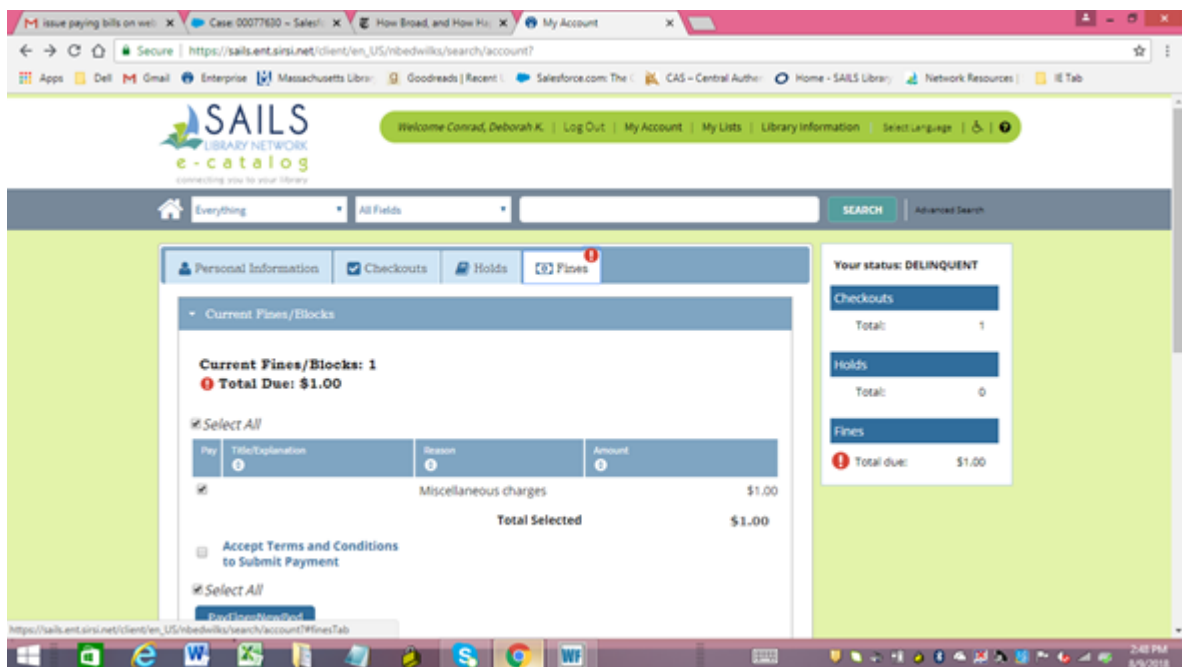 issue paying bills on web
Case: 00077630 ~ Salesf
How Broad, and How Ha
My Account
Secure | https://sails.ent.sirsi.net/client/en_US/nbedwilks/search/account?
Apps Dell Gmail Enterprise Massachusetts Librar Goodreads | Recent Salesforce.com: The CAS – Central Authe Home - SAILS Library Network Resources | IE Tab
SAILS
LIBRARY NETWORK
e-catalog
connecting you to your library
Welcome Conrad, Deborah K. | Log Out | My Account | My Lists | Library Information | Select Language
Everything All Fields SEARCH Advanced Search
Personal Information Checkouts Holds Fines
Current Fines/Blocks
Current Fines/Blocks: 1
Total Due: $1.00
Select All
Pay Title/Explanation Reason Amount
Miscellaneous charges $1.00
Total Selected $1.00
Accept Terms and Conditions
to Submit Payment
Select All
PayFinesNewBed
Your status: DELINQUENT
Checkouts
Total: 1
Holds
Total: 0
Fines
Total due: $1.00
https://sails.ent.sirsi.net/client/en_US/nbedwilks/search/account?#finesTab
WF
2:48 PM
8/9/2018